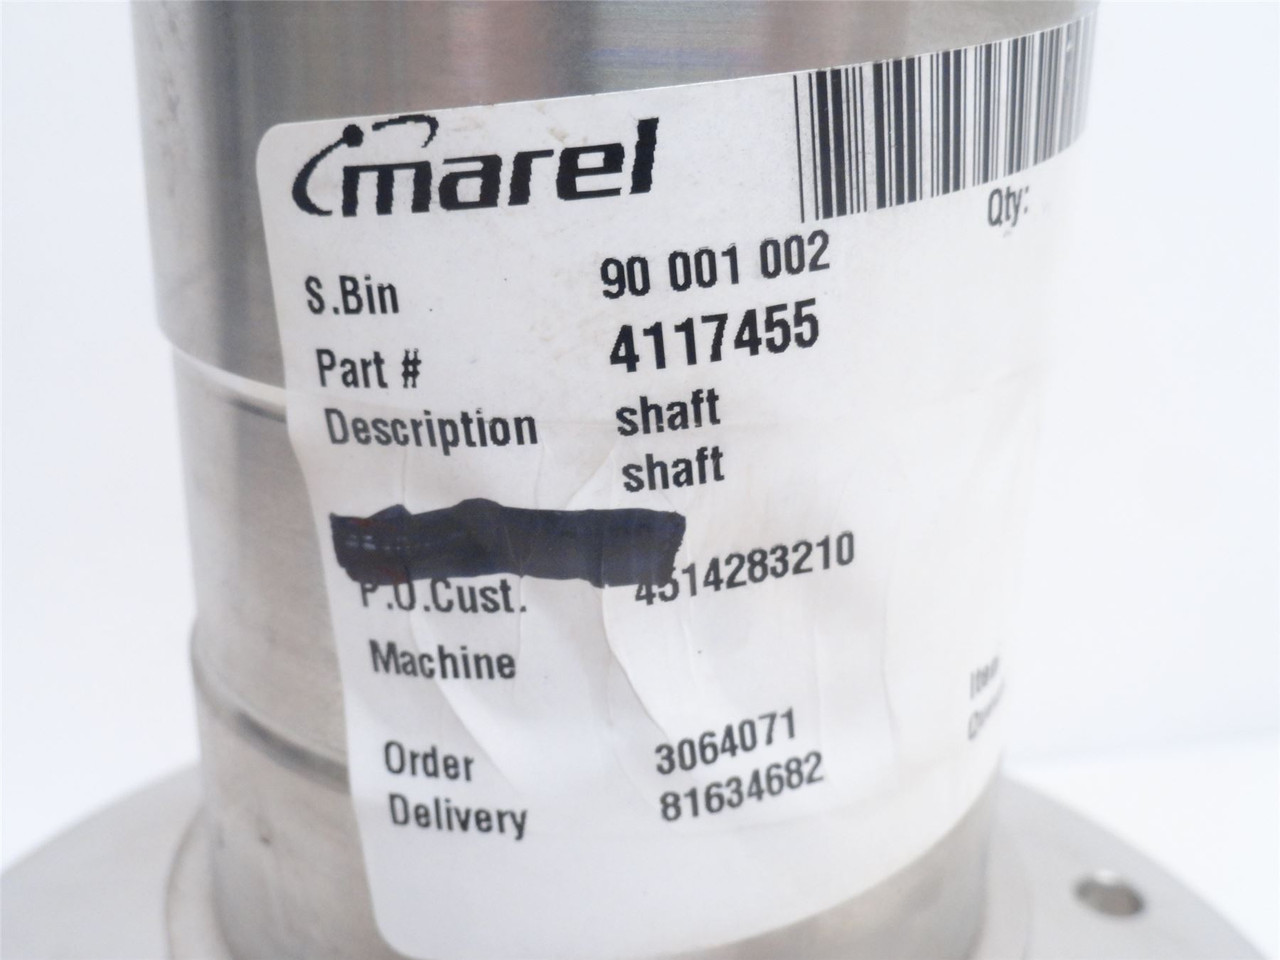 marel
Qty:
S.Bin 90 001 002
Part # 4117455
Description shaft
shaft
P.O.Cust. 4514283210
Machine
Order 3064071
Delivery 81634682